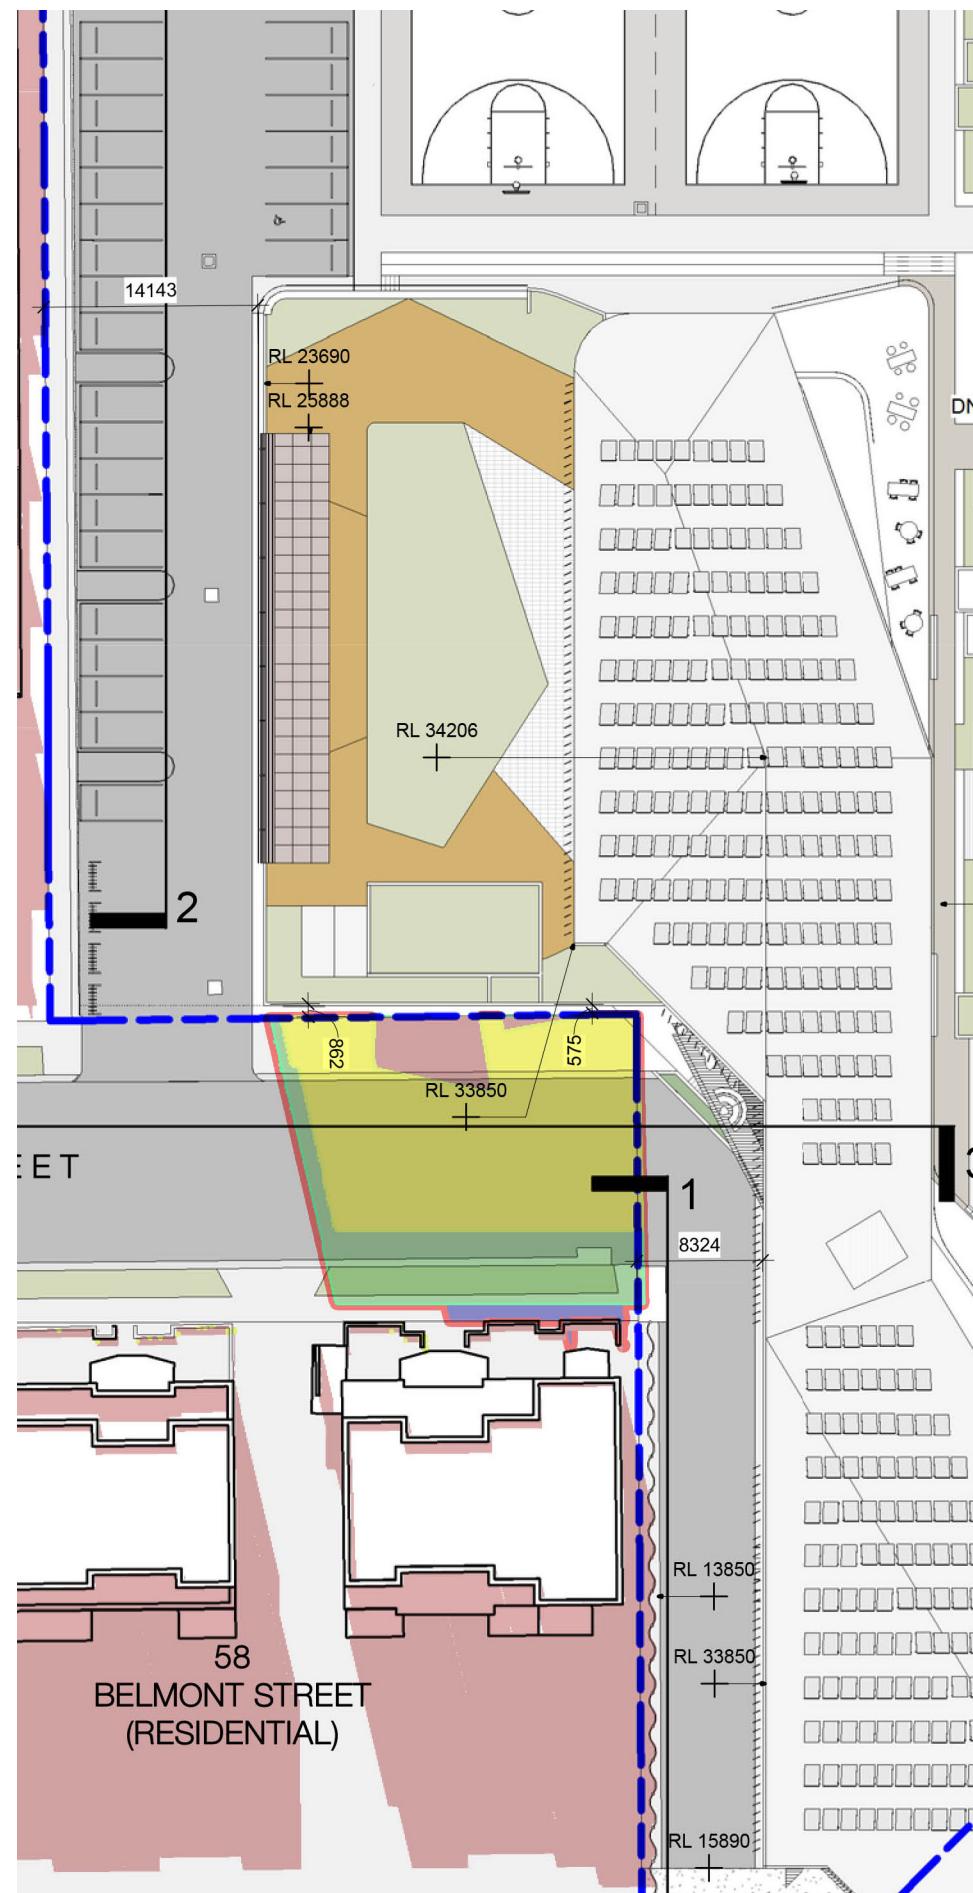 14143
RL 23690
RL 25888
DN
RL 34206
2
862
575
RL 33850
EET
1
8324
RL 13850
58
BELMONT STREET
(RESIDENTIAL)
RL 33850
RL 15890